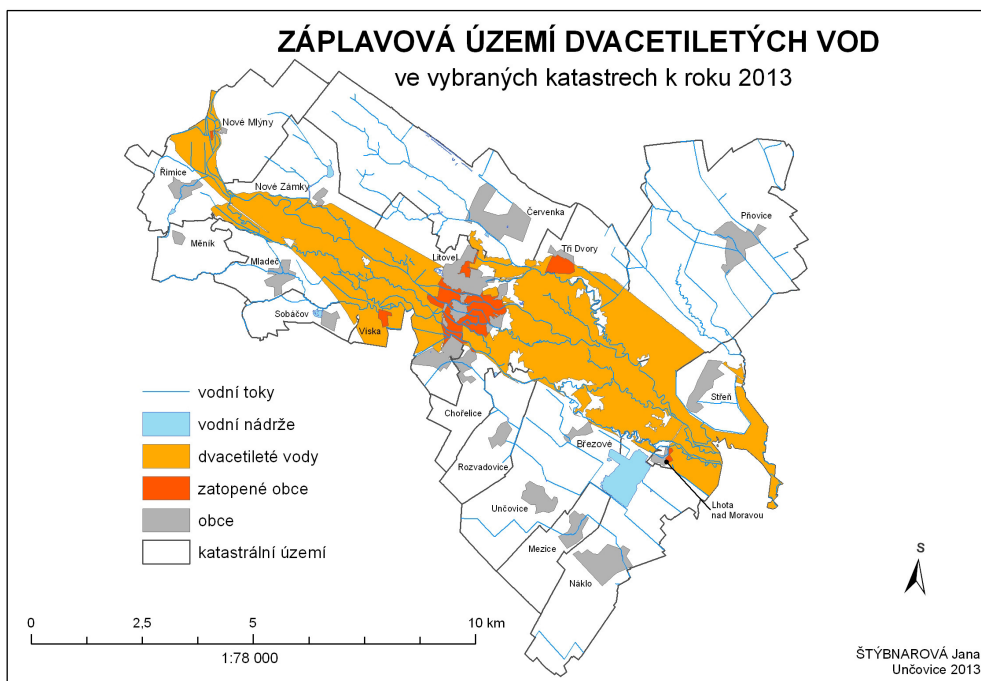 ZÁPLAVOVÁ ÚZEMÍ DVACETILETÝCH VOD
ve vybraných katastrech k roku 2013
Nové Mlýny
Řimice
Nové Zámky
Červenka
Pňovice
Měník
Mladeč
Litovel
Tři Dvory
Sobáčov
Víska
Střeň
Chořelice
Březové
Rozvadovice
Unčovice
Lhota
nad Moravou
Mezice
Náklo
vodní toky
vodní nádrže
dvacetileté vody
zatopené obce
obce
katastrální území
S
0 2,5 5 10 km
1:78 000
ŠTÝBNAROVÁ Jana
Unčovice 2013